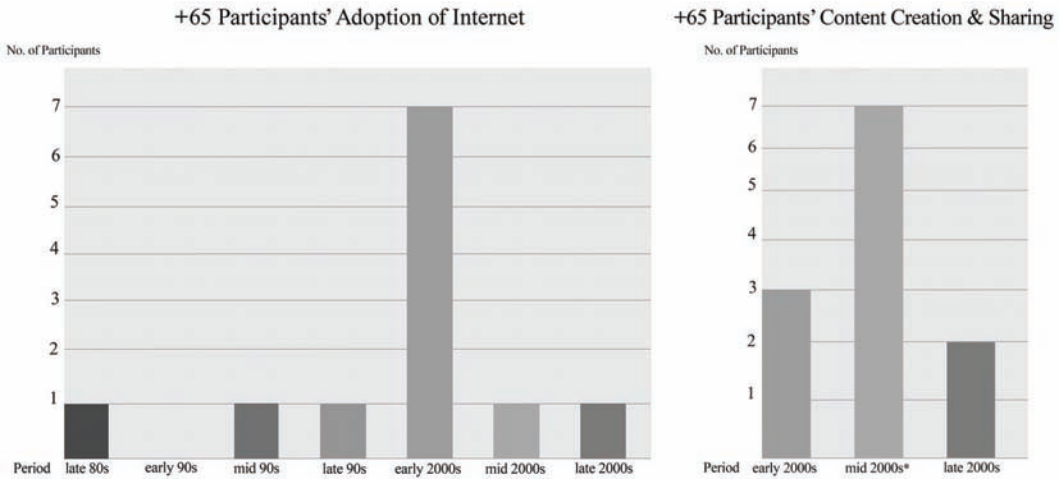 +65 Participants' Adoption of Internet
No. of Participants
7
6
5
4
3
2
1
Period late 80s early 90s mid 90s late 90s early 2000s mid 2000s late 2000s
+65 Participants' Content Creation & Sharing
No. of Participants
7
6
5
4
3
2
1
Period early 2000s mid 2000s* late 2000s